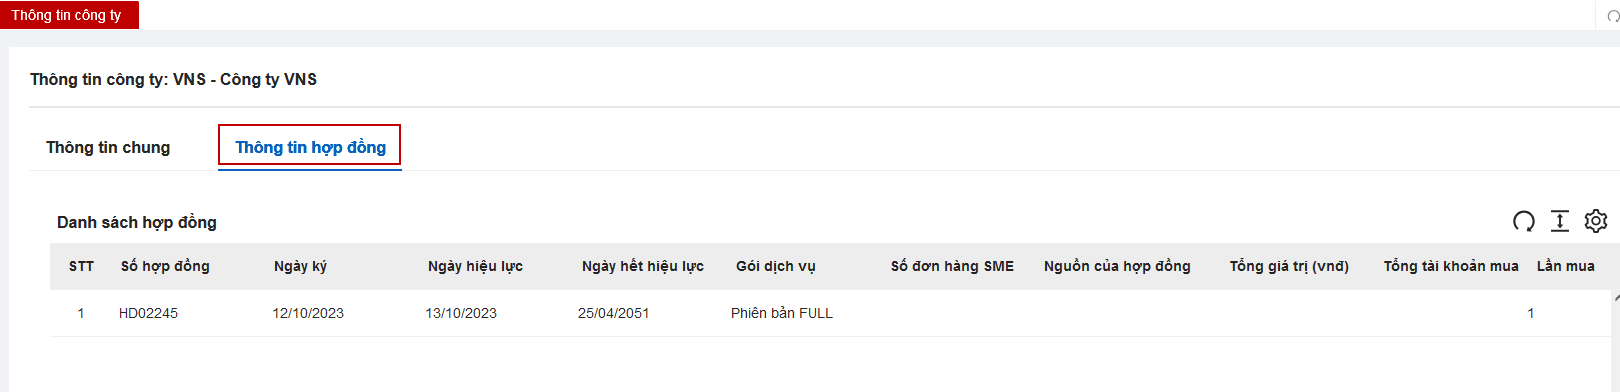 Thông tin công ty
Thông tin công ty: VNS - Công ty VNS
Thông tin chung
Thông tin hợp đồng
Danh sách hợp đồng
STT Số hợp đồng Ngày ký Ngày hiệu lực Ngày hết hiệu lực Gói dịch vụ Số đơn hàng SME Nguồn của hợp đồng Tổng giá trị (vnđ) Tổng tài khoản mua Lần mua
1 HD02245 12/10/2023 13/10/2023 25/04/2051 Phiên bản FULL 1